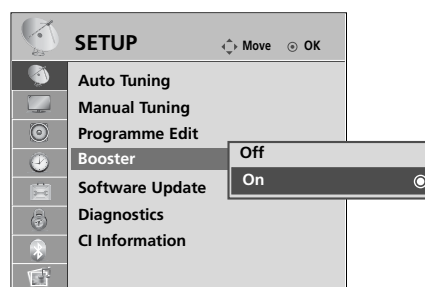 SETUP Move OK
Auto Tuning
Manual Tuning
Programme Edit
Booster
Off
On
Software Update
Diagnostics
CI Information